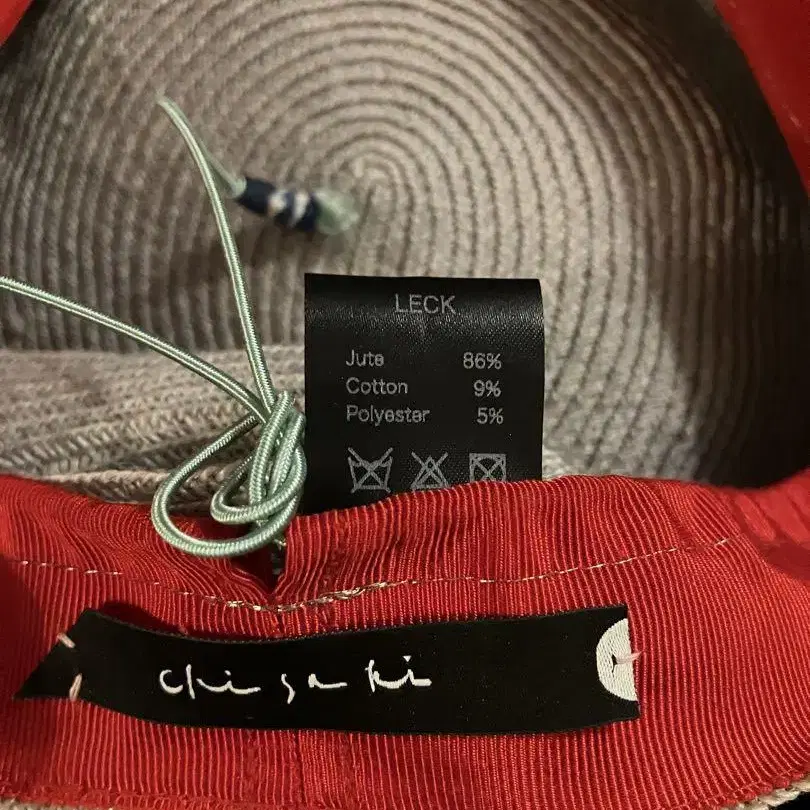 LECK
Jute 86%
Cotton 9%
Polyester 5%
chisaki